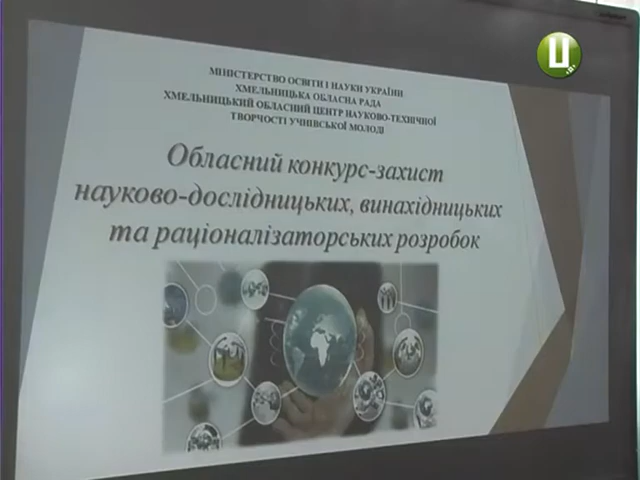 МІНІСТЕРСТВО ОСВІТИ І НАУКИ УКРАЇНИ
ХМЕЛЬНИЦЬКА ОБЛАСНА РАДА
ХМЕЛЬНИЦЬКИЙ ОБЛАСНИЙ ЦЕНТР НАУКОВО-ТЕХНІЧНОЇ
ТВОРЧОСТІ УЧНІВСЬКОЇ МОЛОДІ
Обласний конкурс-захист
науково-дослідницьких, винахідницьких
та раціоналізаторських розробок
Ц